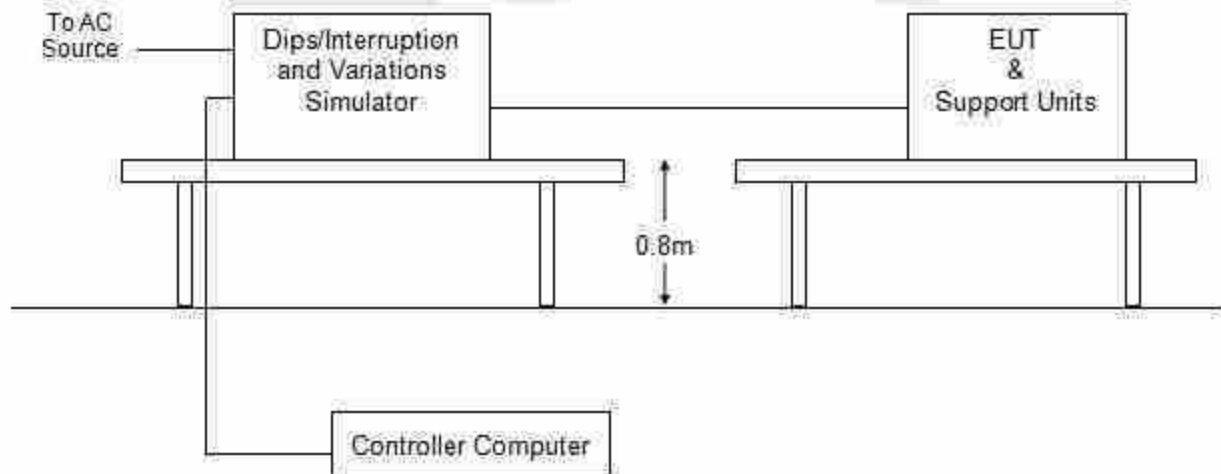 To AC
Source
Dips/Interruption
and Variations
Simulator
EUT
&
Support Units
0.8m
Controller Computer